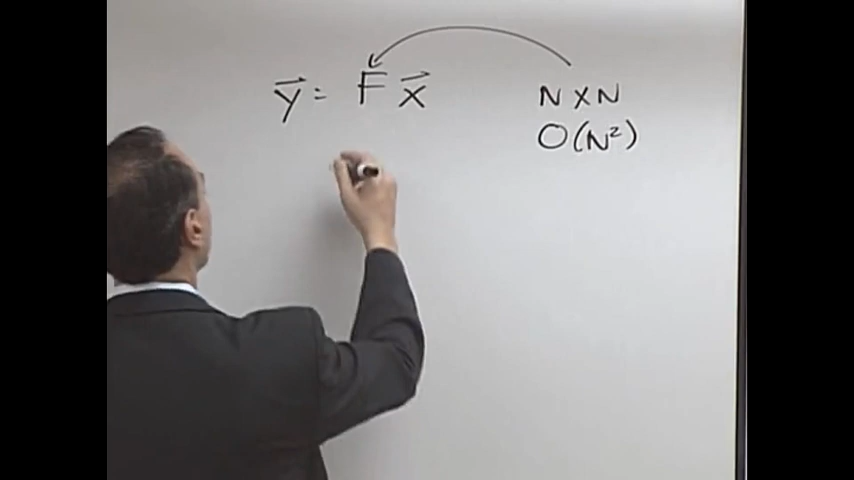 y⃗ = F x⃗ N x N
O(N²)